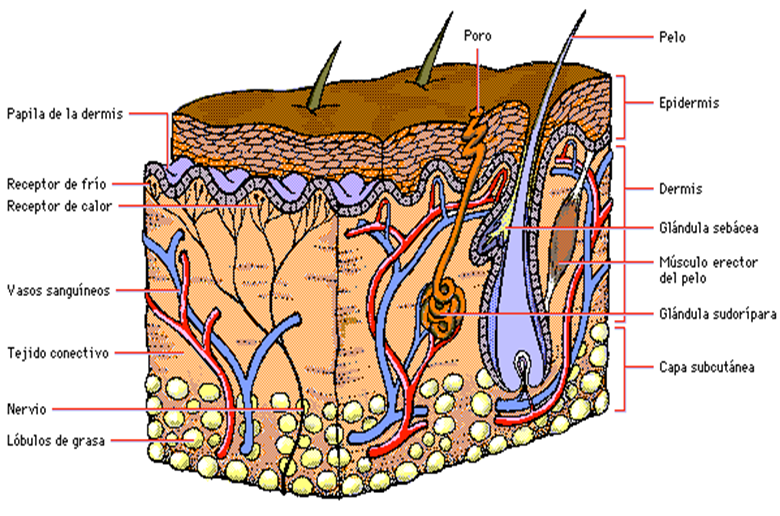 Poro
Pelo
Epidermis
Papila de la dermis
Receptor de frío
Receptor de calor
Dermis
Glándula sebácea
Músculo erector
del pelo
Vasos sanguíneos
Glándula sudorípara
Tejido conectivo
Capa subcutánea
Nervio
Lóbulos de grasa